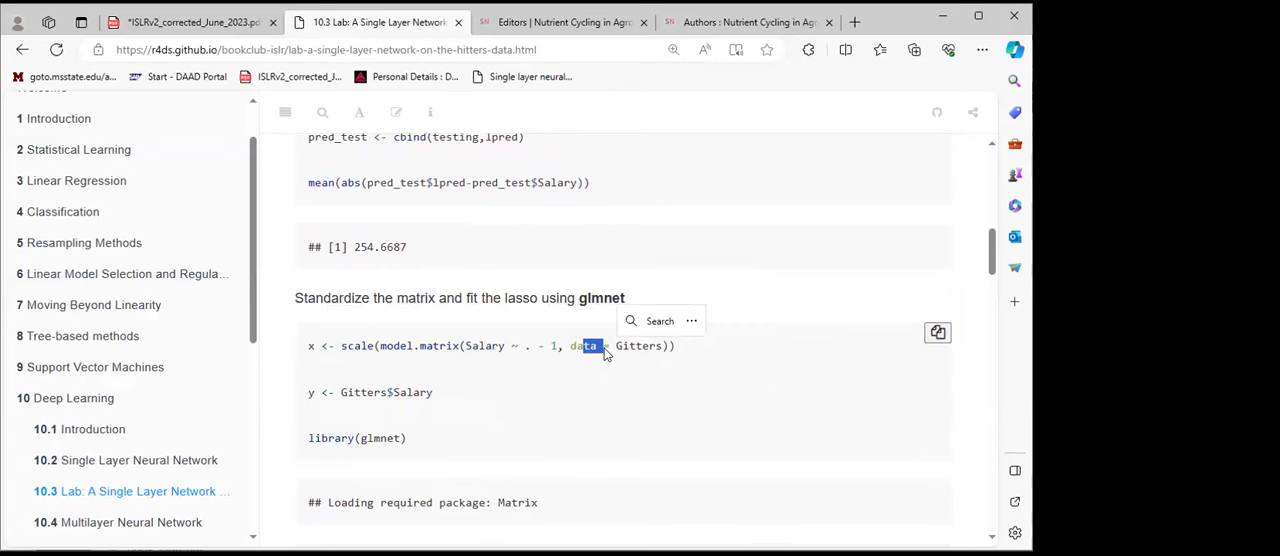 *ISLRv2_corrected_June_2023.pd
10.3 Lab: A Single Layer Network
Editors | Nutrient Cycling in Agro
Authors : Nutrient Cycling in Agr
https://r4ds.github.io/bookclub-islr/lab-a-single-layer-network-on-the-hitters-data.html
goto.msstate.edu/a...
Start - DAAD Portal
ISLRv2_corrected_J...
Personal Details : D...
Single layer neural...
1 Introduction
2 Statistical Learning
3 Linear Regression
4 Classification
5 Resampling Methods
6 Linear Model Selection and Regula...
7 Moving Beyond Linearity
8 Tree-based methods
9 Support Vector Machines
10 Deep Learning
10.1 Introduction
10.2 Single Layer Neural Network
10.3 Lab: A Single Layer Network ...
10.4 Multilayer Neural Network
pred_test <- cbind(testing,lpred)
mean(abs(pred_test$lpred-pred_test$Salary))
## [1] 254.6687
Standardize the matrix and fit the lasso using glmnet
Search
x <- scale(model.matrix(Salary ~ . - 1, data = Gitters))
y <- Gitters$Salary
library(glmnet)
## Loading required package: Matrix